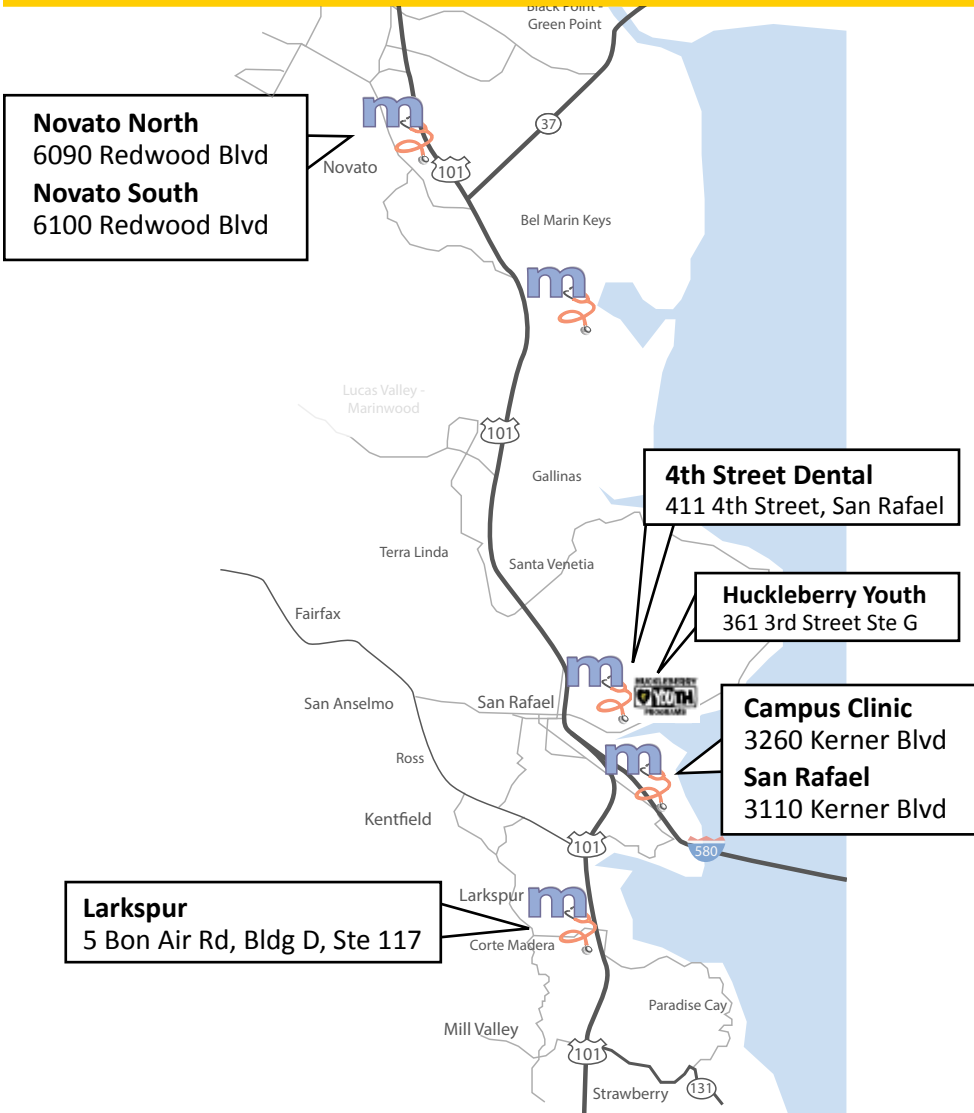 Black Point -
Green Point
37
Novato North
6090 Redwood Blvd
Novato South
6100 Redwood Blvd
m
Novato
101
Bel Marin Keys
m
Lucas Valley -
Marinwood
101
Gallinas
4th Street Dental
411 4th Street, San Rafael
Terra Linda
Santa Venetia
Huckleberry Youth
361 3rd Street Ste G
Fairfax
m
HUCKLEBERRY
YOUTH
PROGRAMS
San Anselmo
San Rafael
Campus Clinic
3260 Kerner Blvd
San Rafael
3110 Kerner Blvd
m
Ross
Kentfield
101
580
Larkspur
5 Bon Air Rd, Bldg D, Ste 117
Larkspur
m
Corte Madera
Paradise Cay
Mill Valley
101
131
Strawberry